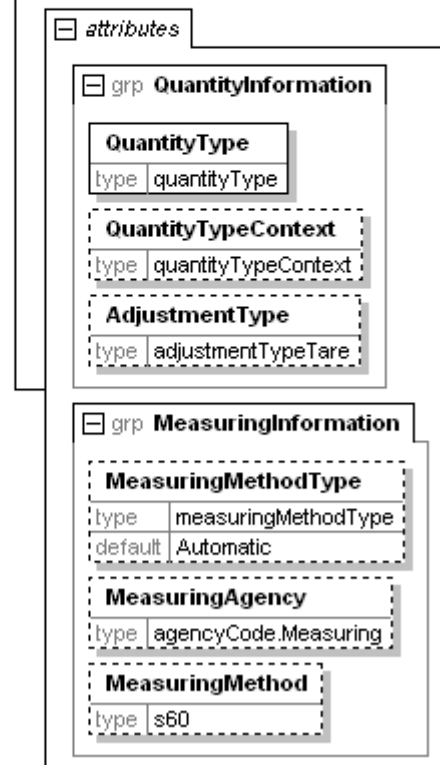 attributes
grp QuantityInformation
QuantityType
type quantityType
QuantityTypeContext
type quantityTypeContext
AdjustmentType
type adjustmentTypeTare
grp MeasuringInformation
MeasuringMethodType
type measuringMethodType
default Automatic
MeasuringAgency
type agencyCode.Measuring
MeasuringMethod
type s60